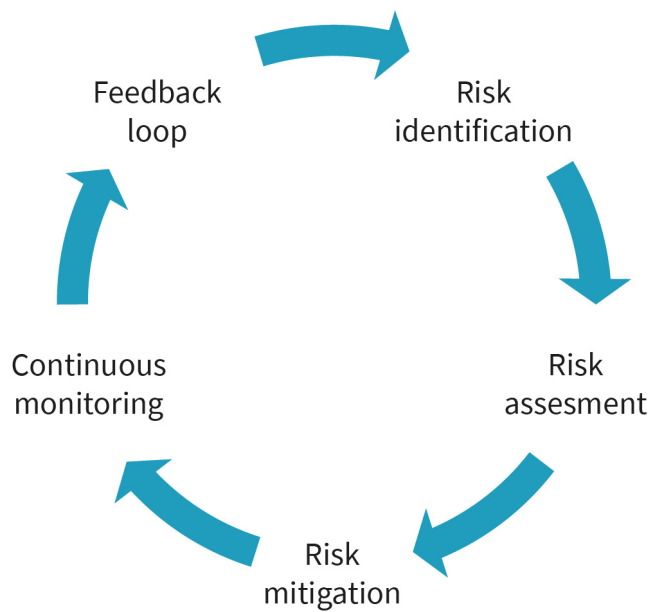 Feedback
loop
Risk
identification
Risk
assesment
Risk
mitigation
Continuous
monitoring